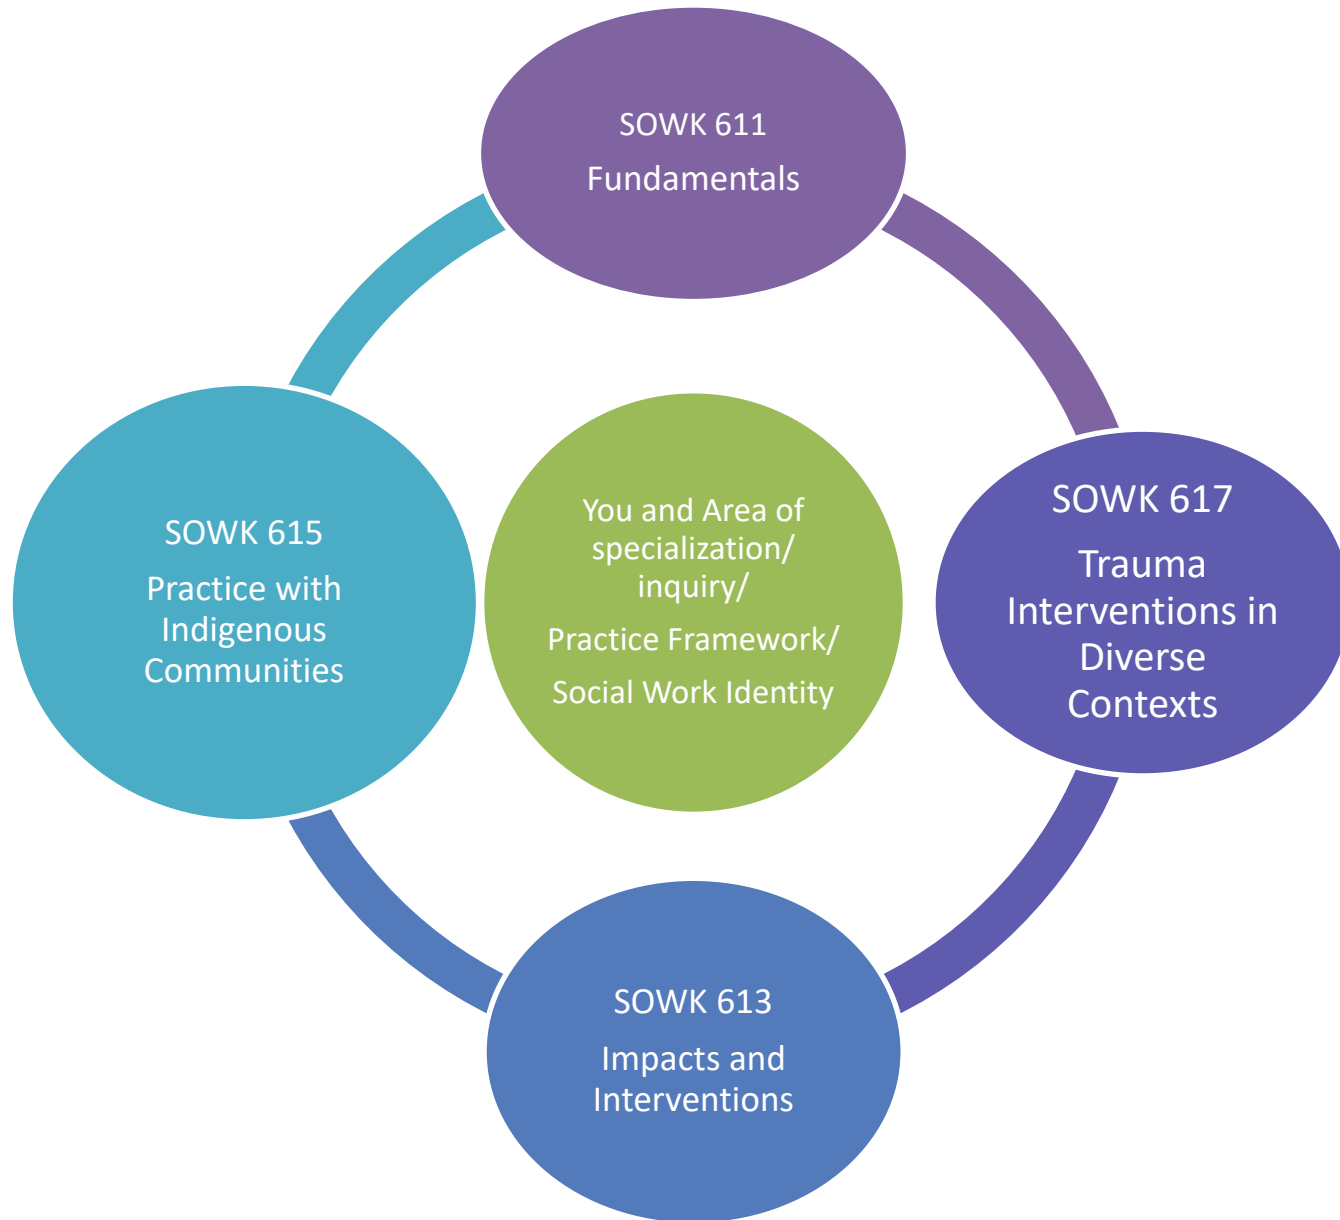 SOWK 611
Fundamentals
SOWK 617
Trauma
Interventions in
Diverse
Contexts
SOWK 613
Impacts and
Interventions
SOWK 615
Practice with
Indigenous
Communities
You and Area of
specialization/
inquiry/
Practice Framework/
Social Work Identity